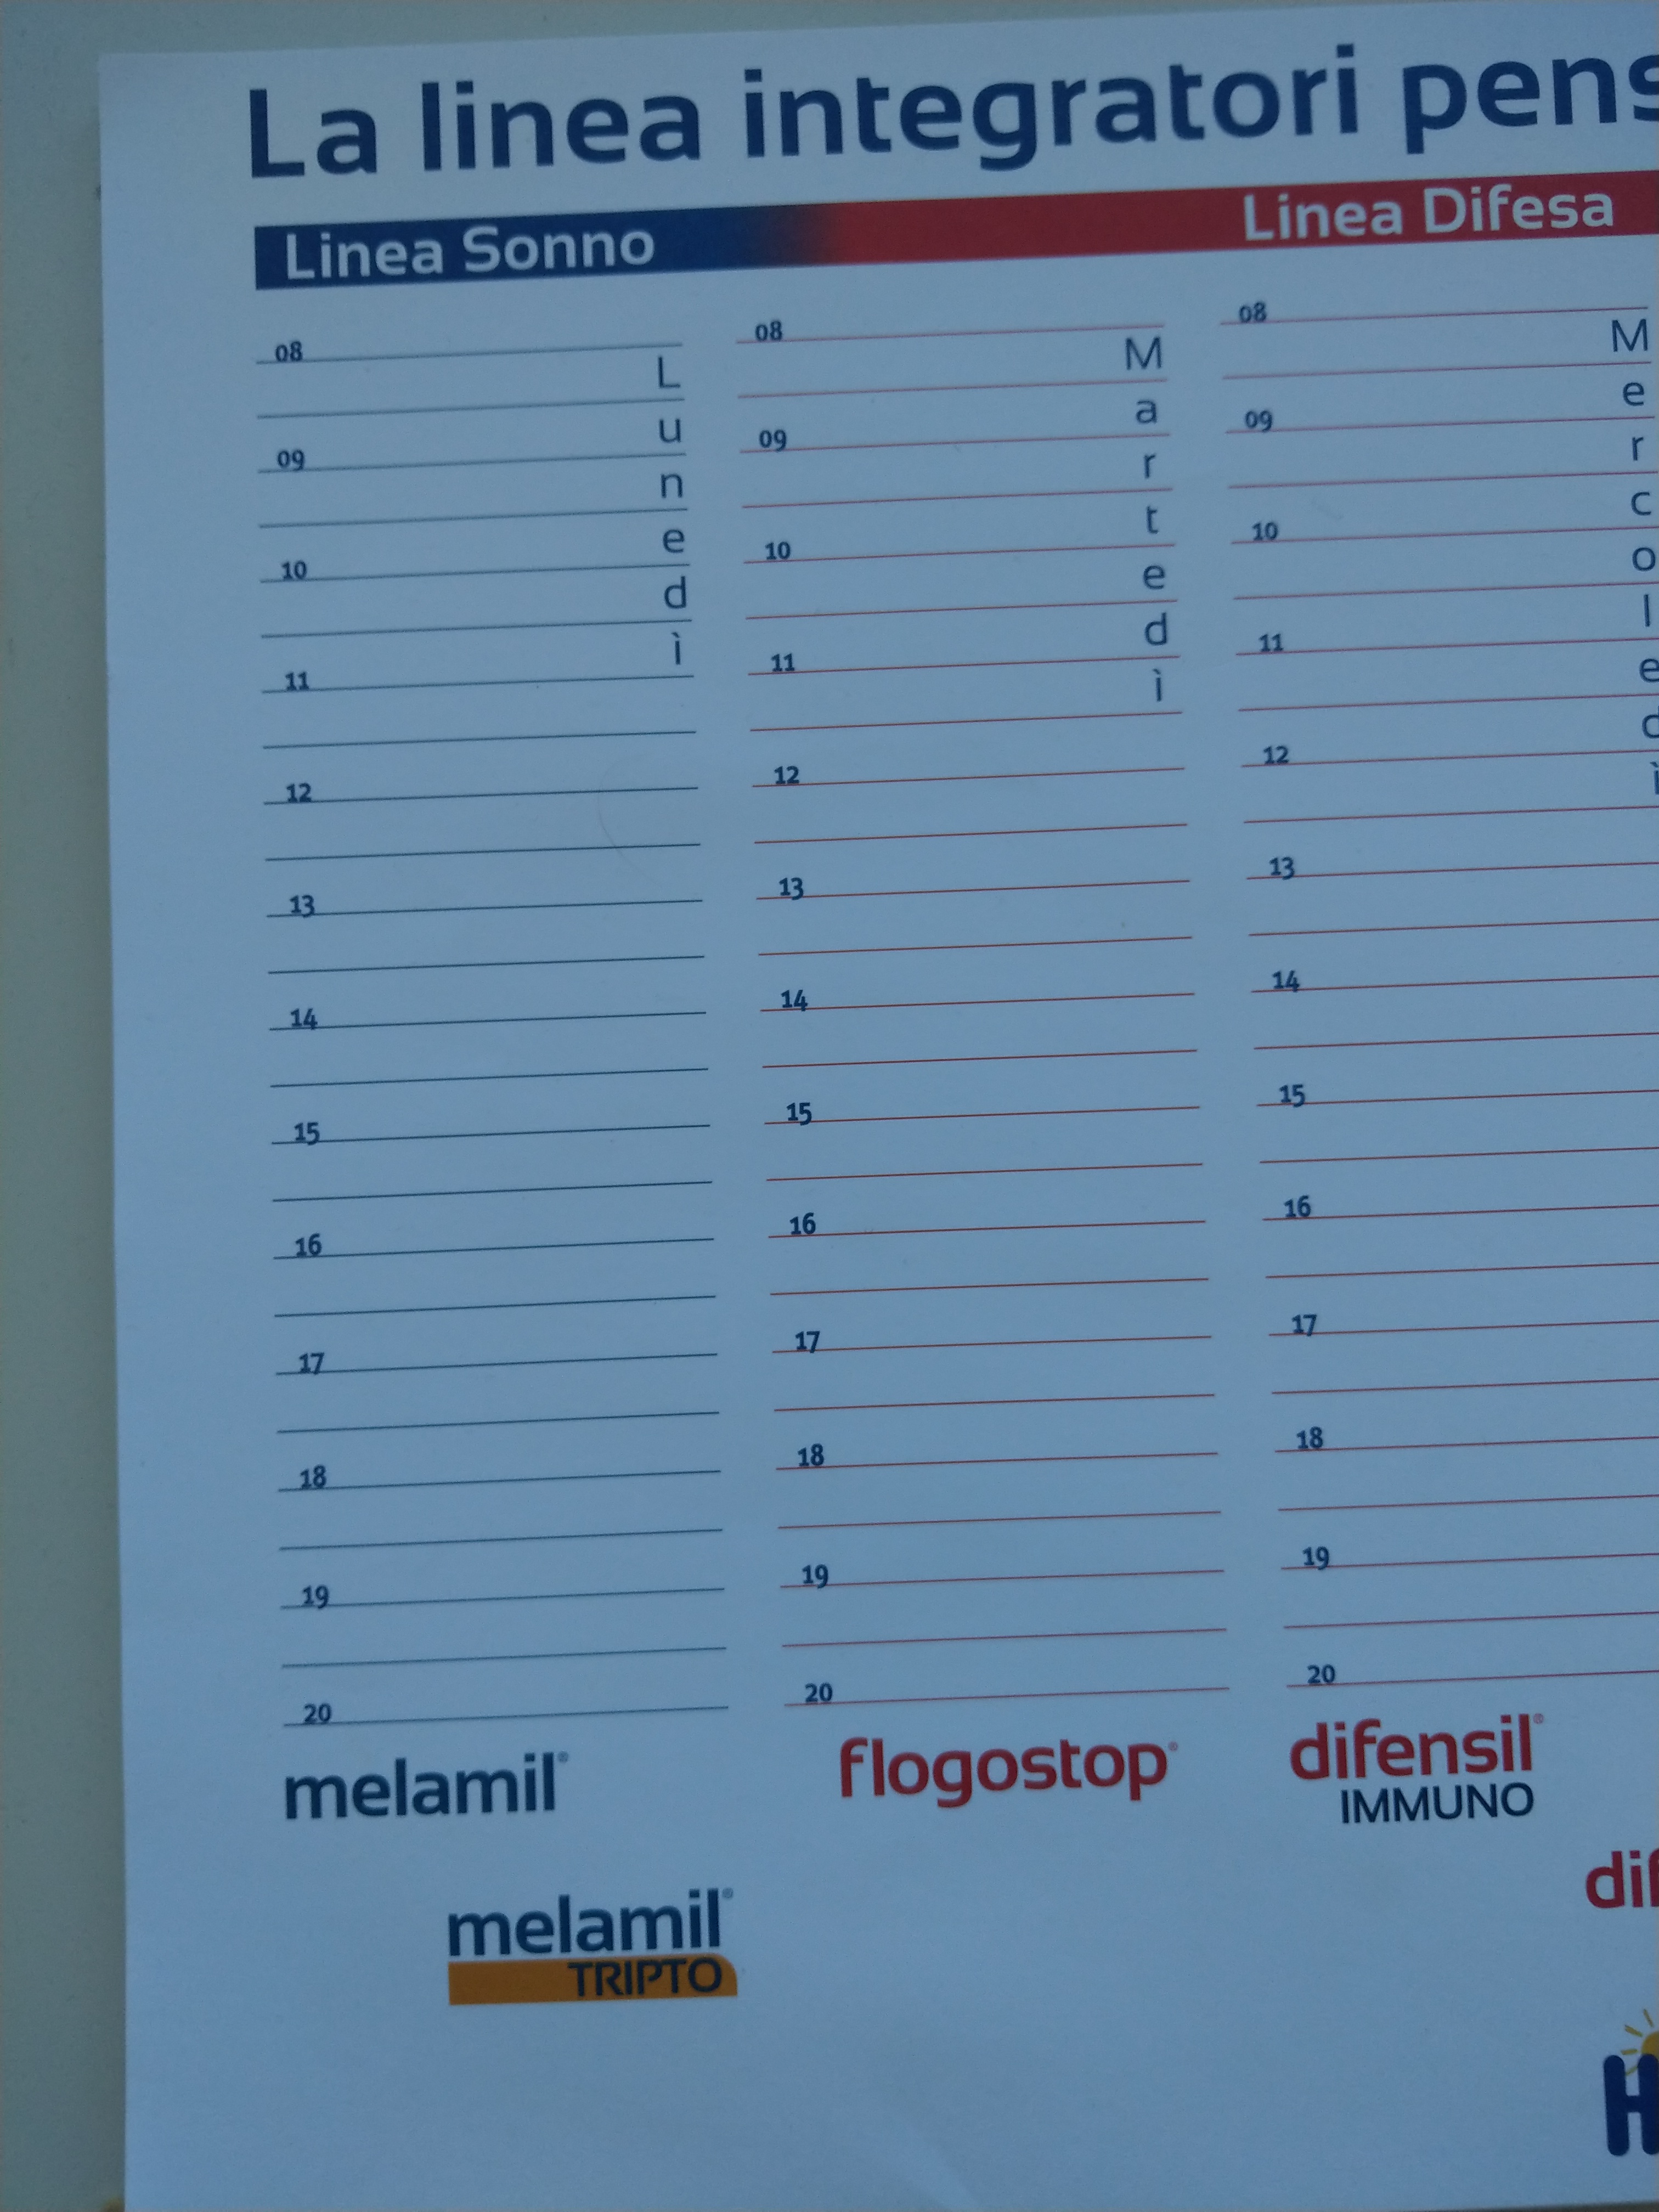 La linea integratori pens
Linea Sonno
Linea Difesa
Lunedì
08
09
10
11
12
13
14
15
16
17
18
19
20
Martedì
08
09
10
11
12
13
14
15
16
17
18
19
20
Mercoledì
08
09
10
11
12
13
14
15
16
17
18
19
20
melamil®
flogostop®
difensil®
IMMUNO
melamil®
TRIPTO
dif
H